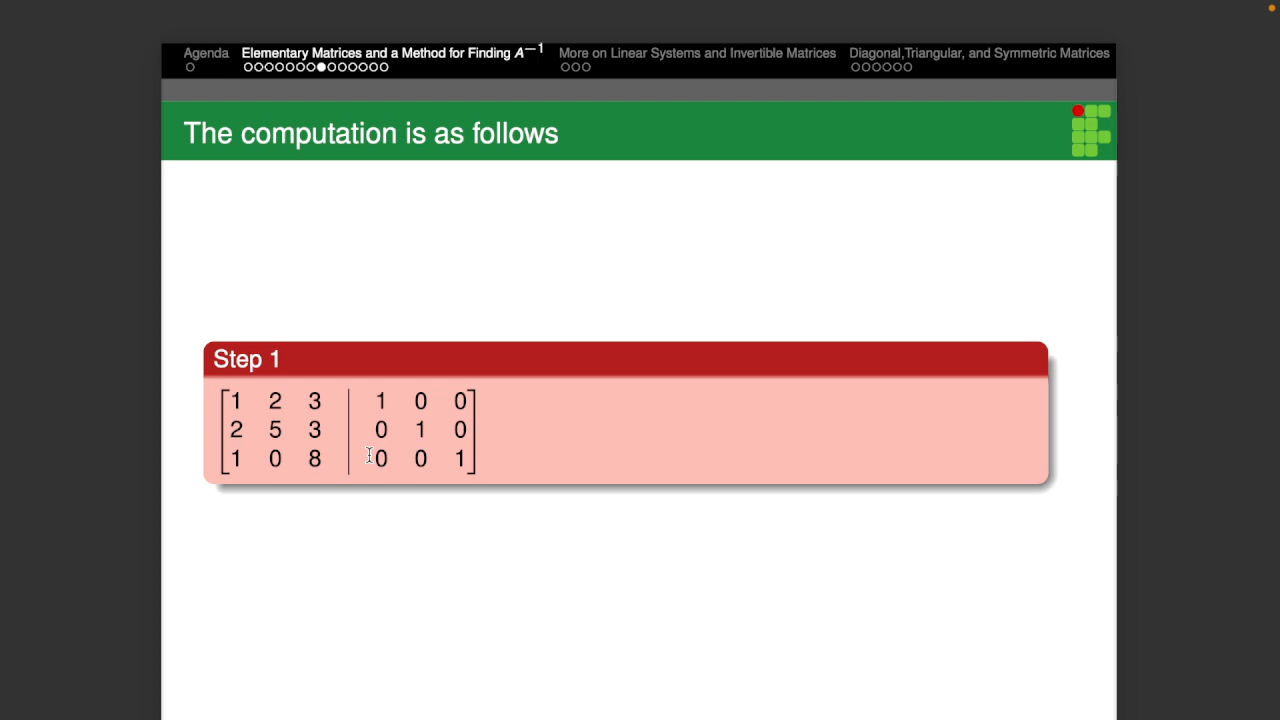 Agenda
Elementary Matrices and a Method for Finding A⁻¹
More on Linear Systems and Invertible Matrices
Diagonal,Triangular, and Symmetric Matrices
The computation is as follows
Step 1
1 2 3 | 1 0 0
2 5 3 | 0 1 0
1 0 8 | 0 0 1